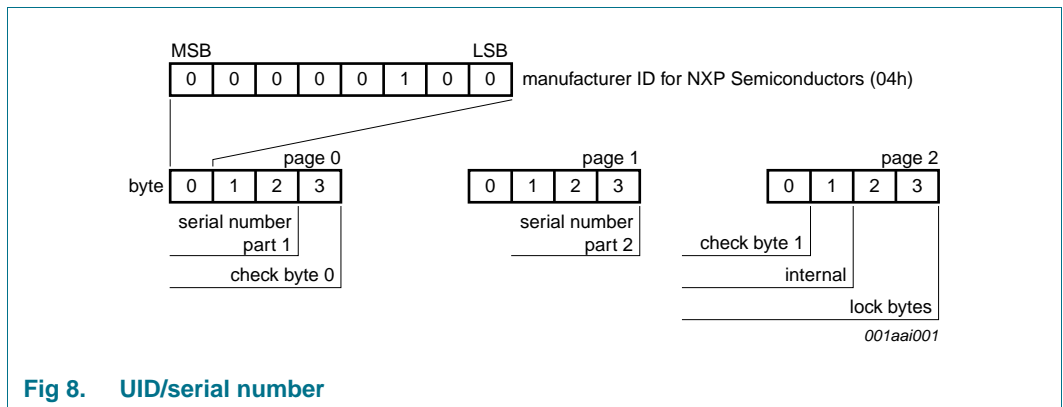 MSB LSB
0 0 0 0 0 1 0 0 manufacturer ID for NXP Semiconductors (04h)
page 0 page 1 page 2
byte 0 1 2 3 0 1 2 3 0 1 2 3
serial number
part 1
check byte 0
serial number
part 2
check byte 1
internal
lock bytes
001aai001
Fig 8. UID/serial number